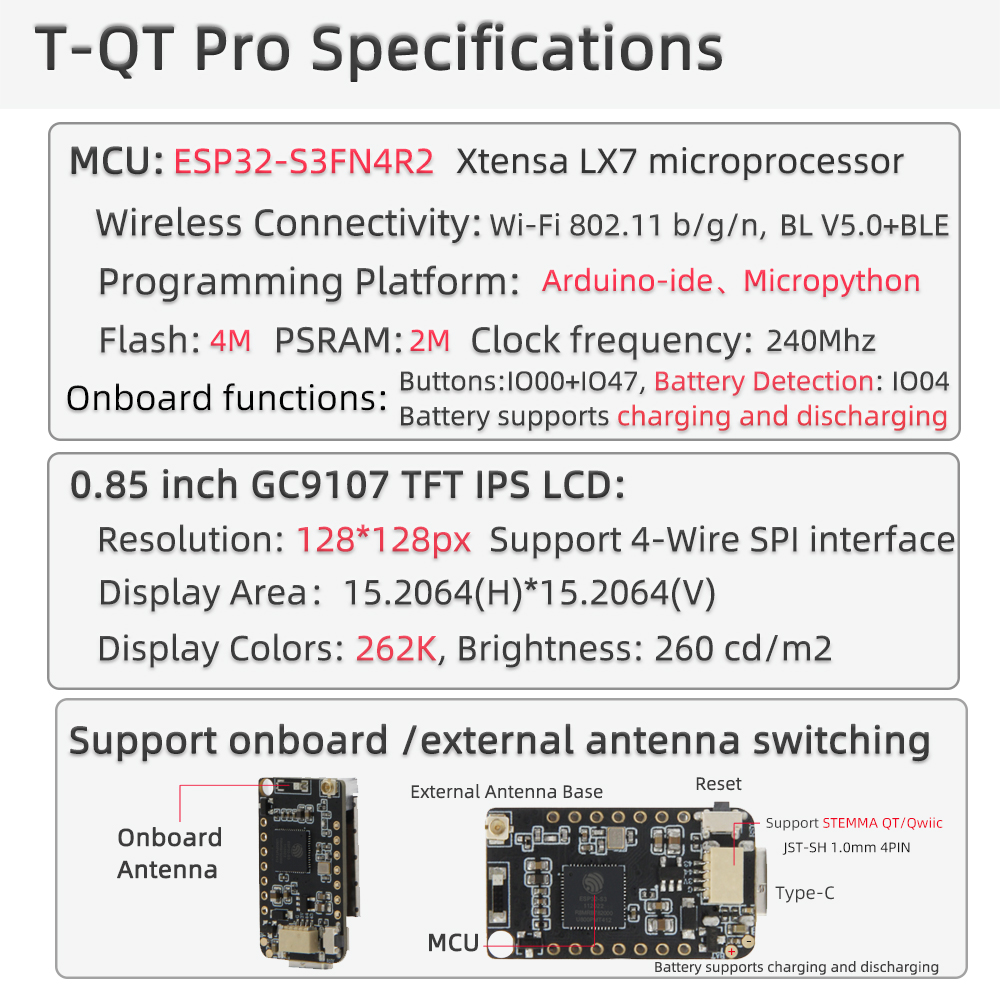 T-QT Pro Specifications
MCU: ESP32-S3FN4R2 Xtensa LX7 microprocessor
Wireless Connectivity: Wi-Fi 802.11 b/g/n, BL V5.0+BLE
Programming Platform: Arduino-ide、Micropython
Flash: 4M PSRAM: 2M Clock frequency: 240Mhz
Onboard functions: Buttons:IO00+IO47, Battery Detection: IO04
Battery supports charging and discharging
0.85 inch GC9107 TFT IPS LCD:
Resolution: 128*128px Support 4-Wire SPI interface
Display Area: 15.2064(H)*15.2064(V)
Display Colors: 262K, Brightness: 260 cd/m2
Support onboard /external antenna switching
Onboard
Antenna
External Antenna Base
Reset
Support STEMMA QT/Qwiic
JST-SH 1.0mm 4PIN
Type-C
MCU
Battery supports charging and discharging